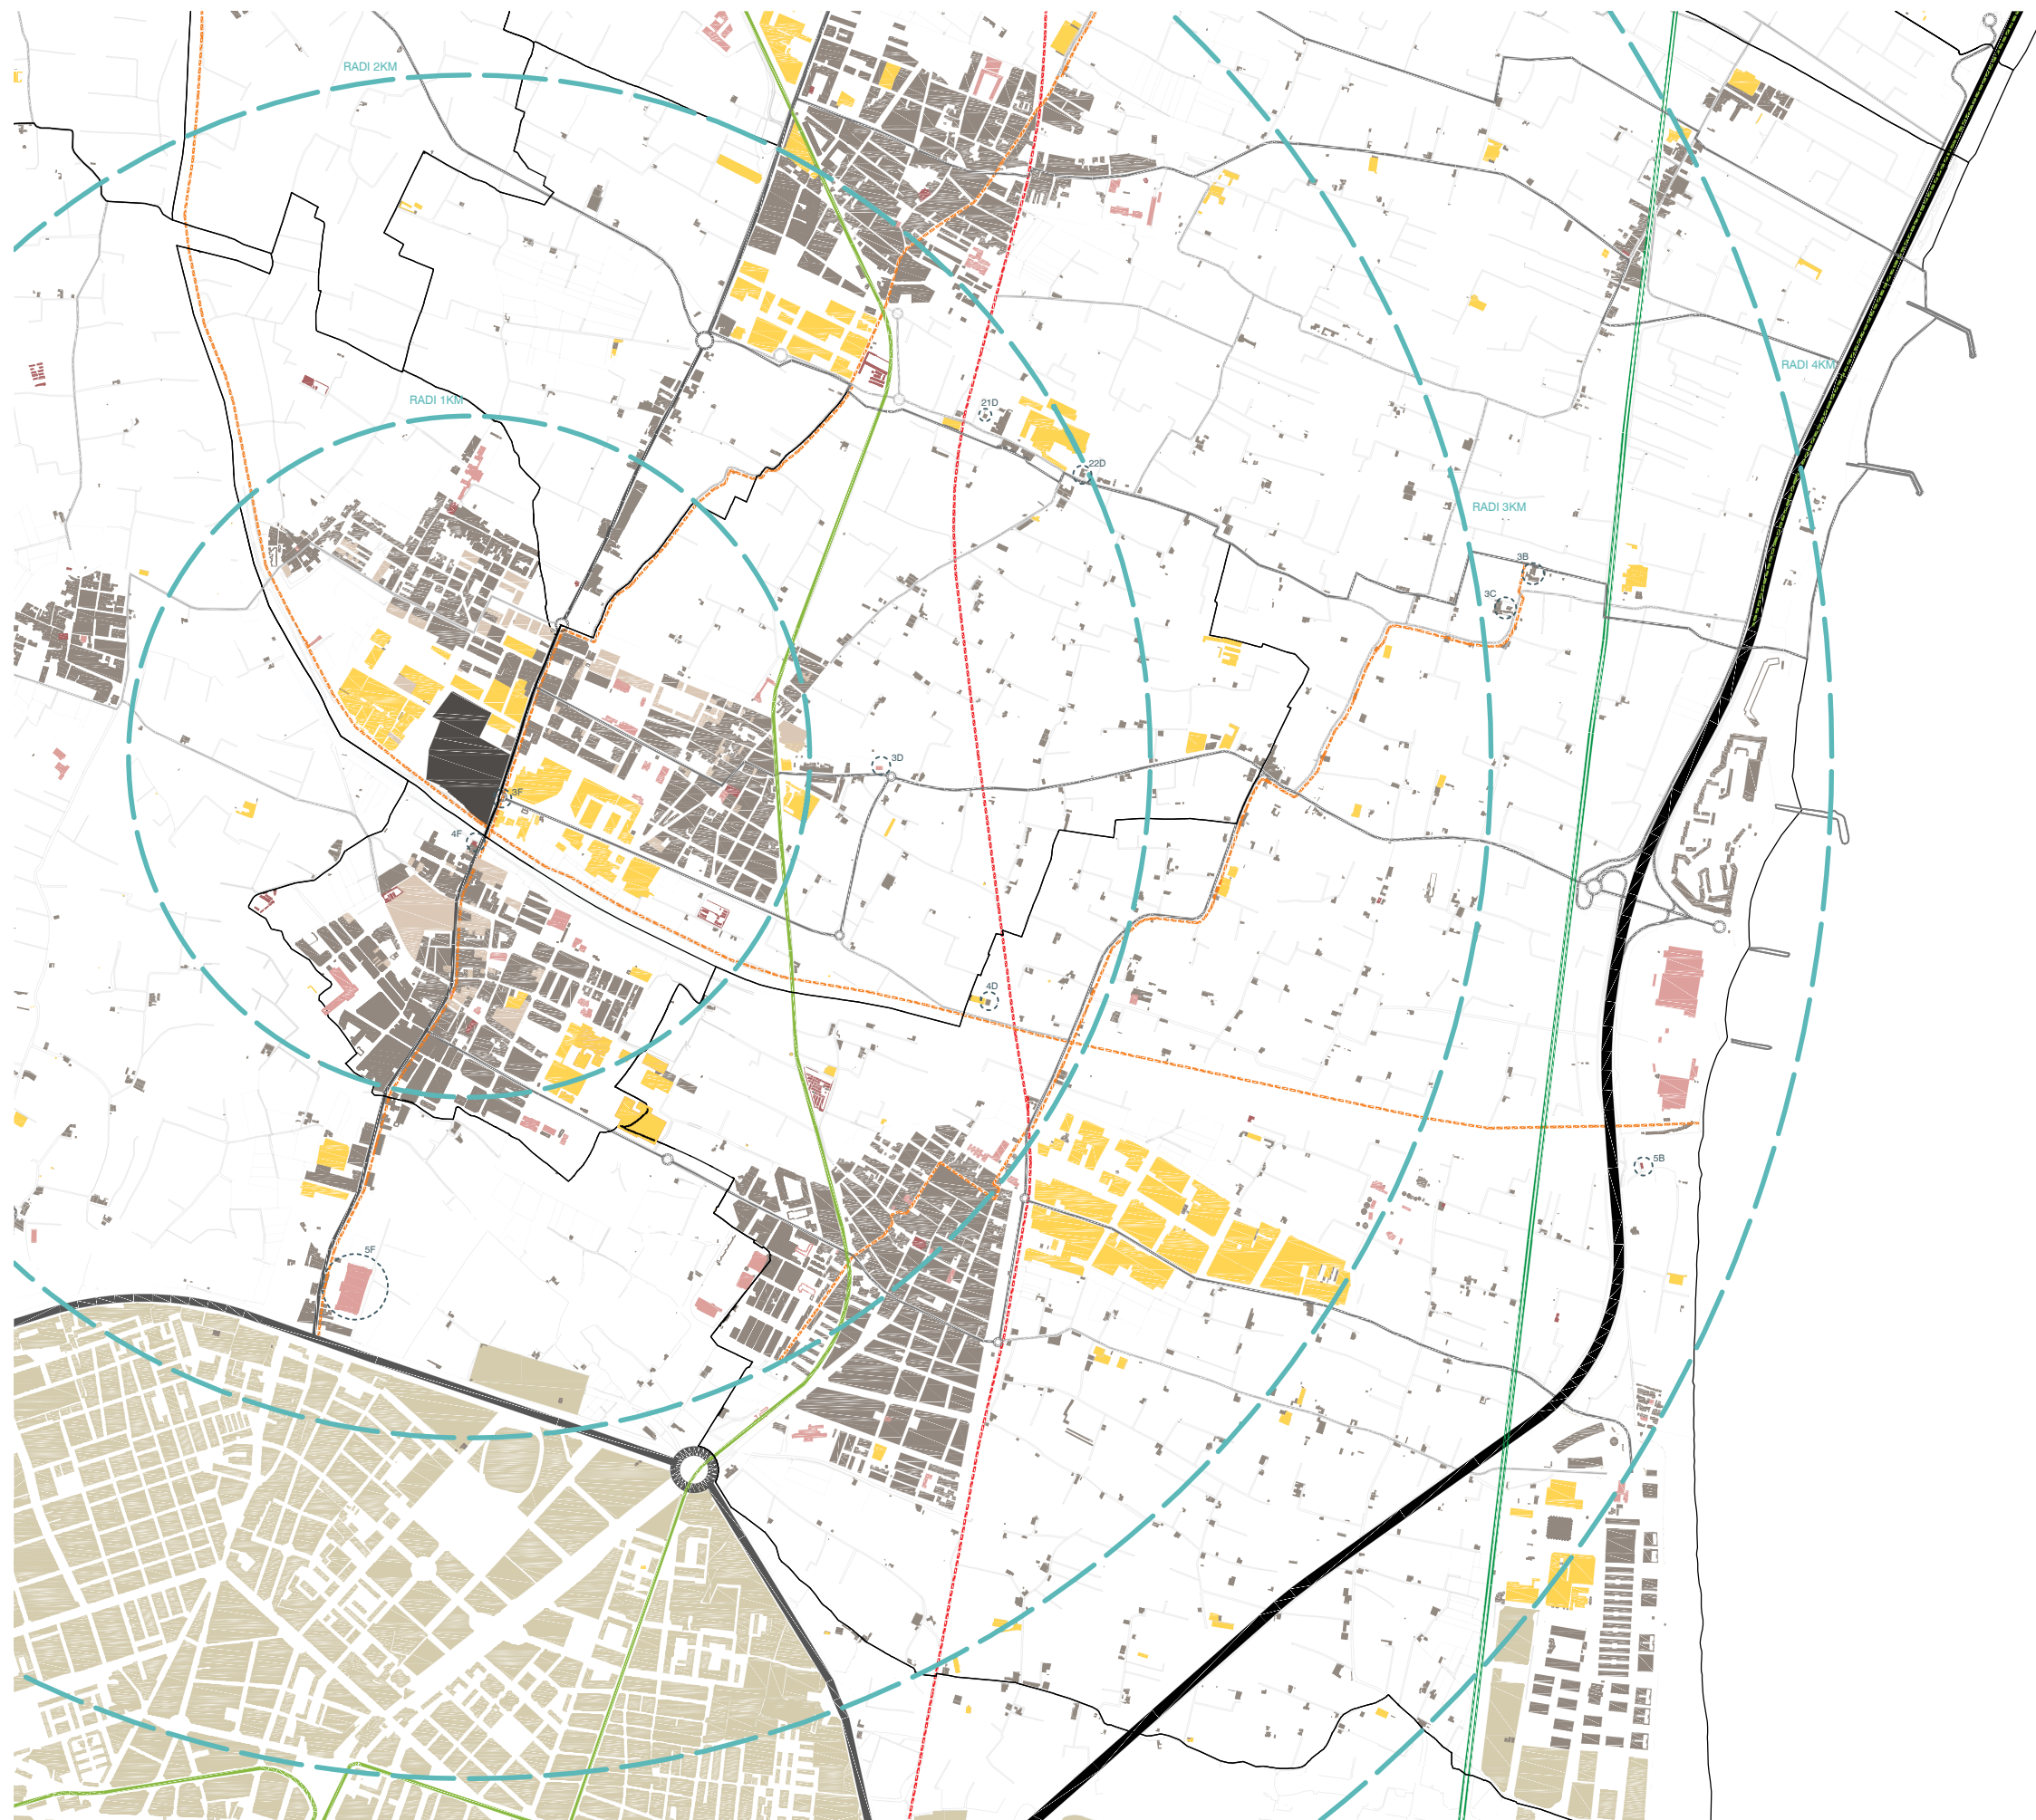 RADI 2KM
RADI 4KM
RADI 1KM
21D
22D
RADI 3KM
3B
3C
3D
3F
4F
4D
5B
5F